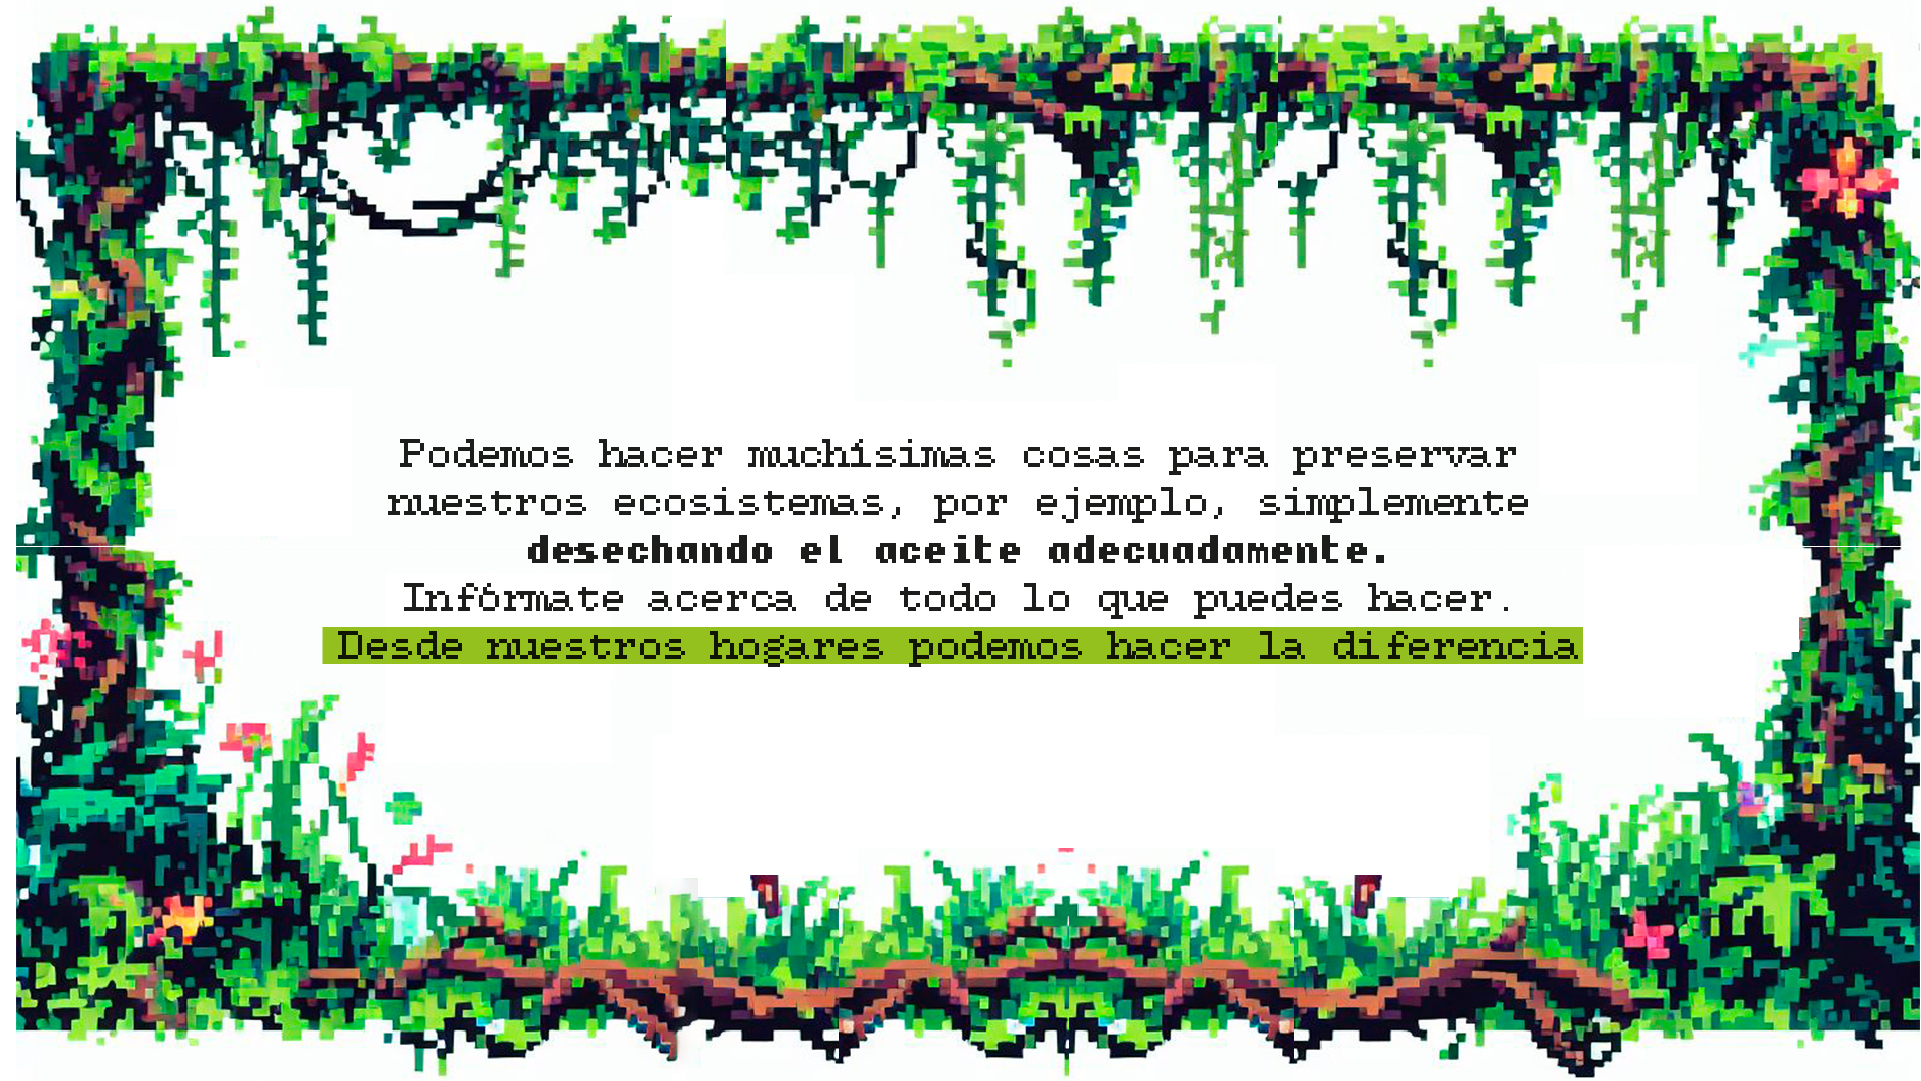 Podemos hacer muchísimas cosas para preservar
nuestros ecosistemas, por ejemplo, simplemente
desechando el aceite adecuadamente.
Infórmate acerca de todo lo que puedes hacer.
Desde nuestros hogares podemos hacer la diferencia